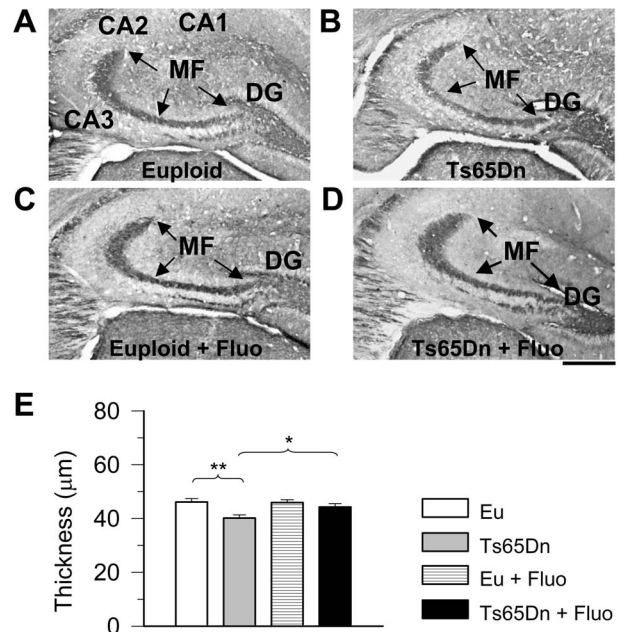 A
CA2
CA1
MF
DG
CA3
Euploid
B
MF
DG
Ts65Dn
C
MF
DG
Euploid + Fluo
D
MF
DG
Ts65Dn + Fluo
E
80
60
40
20
0
Thickness (μm)
**
*
Eu
Ts65Dn
Eu + Fluo
Ts65Dn + Fluo